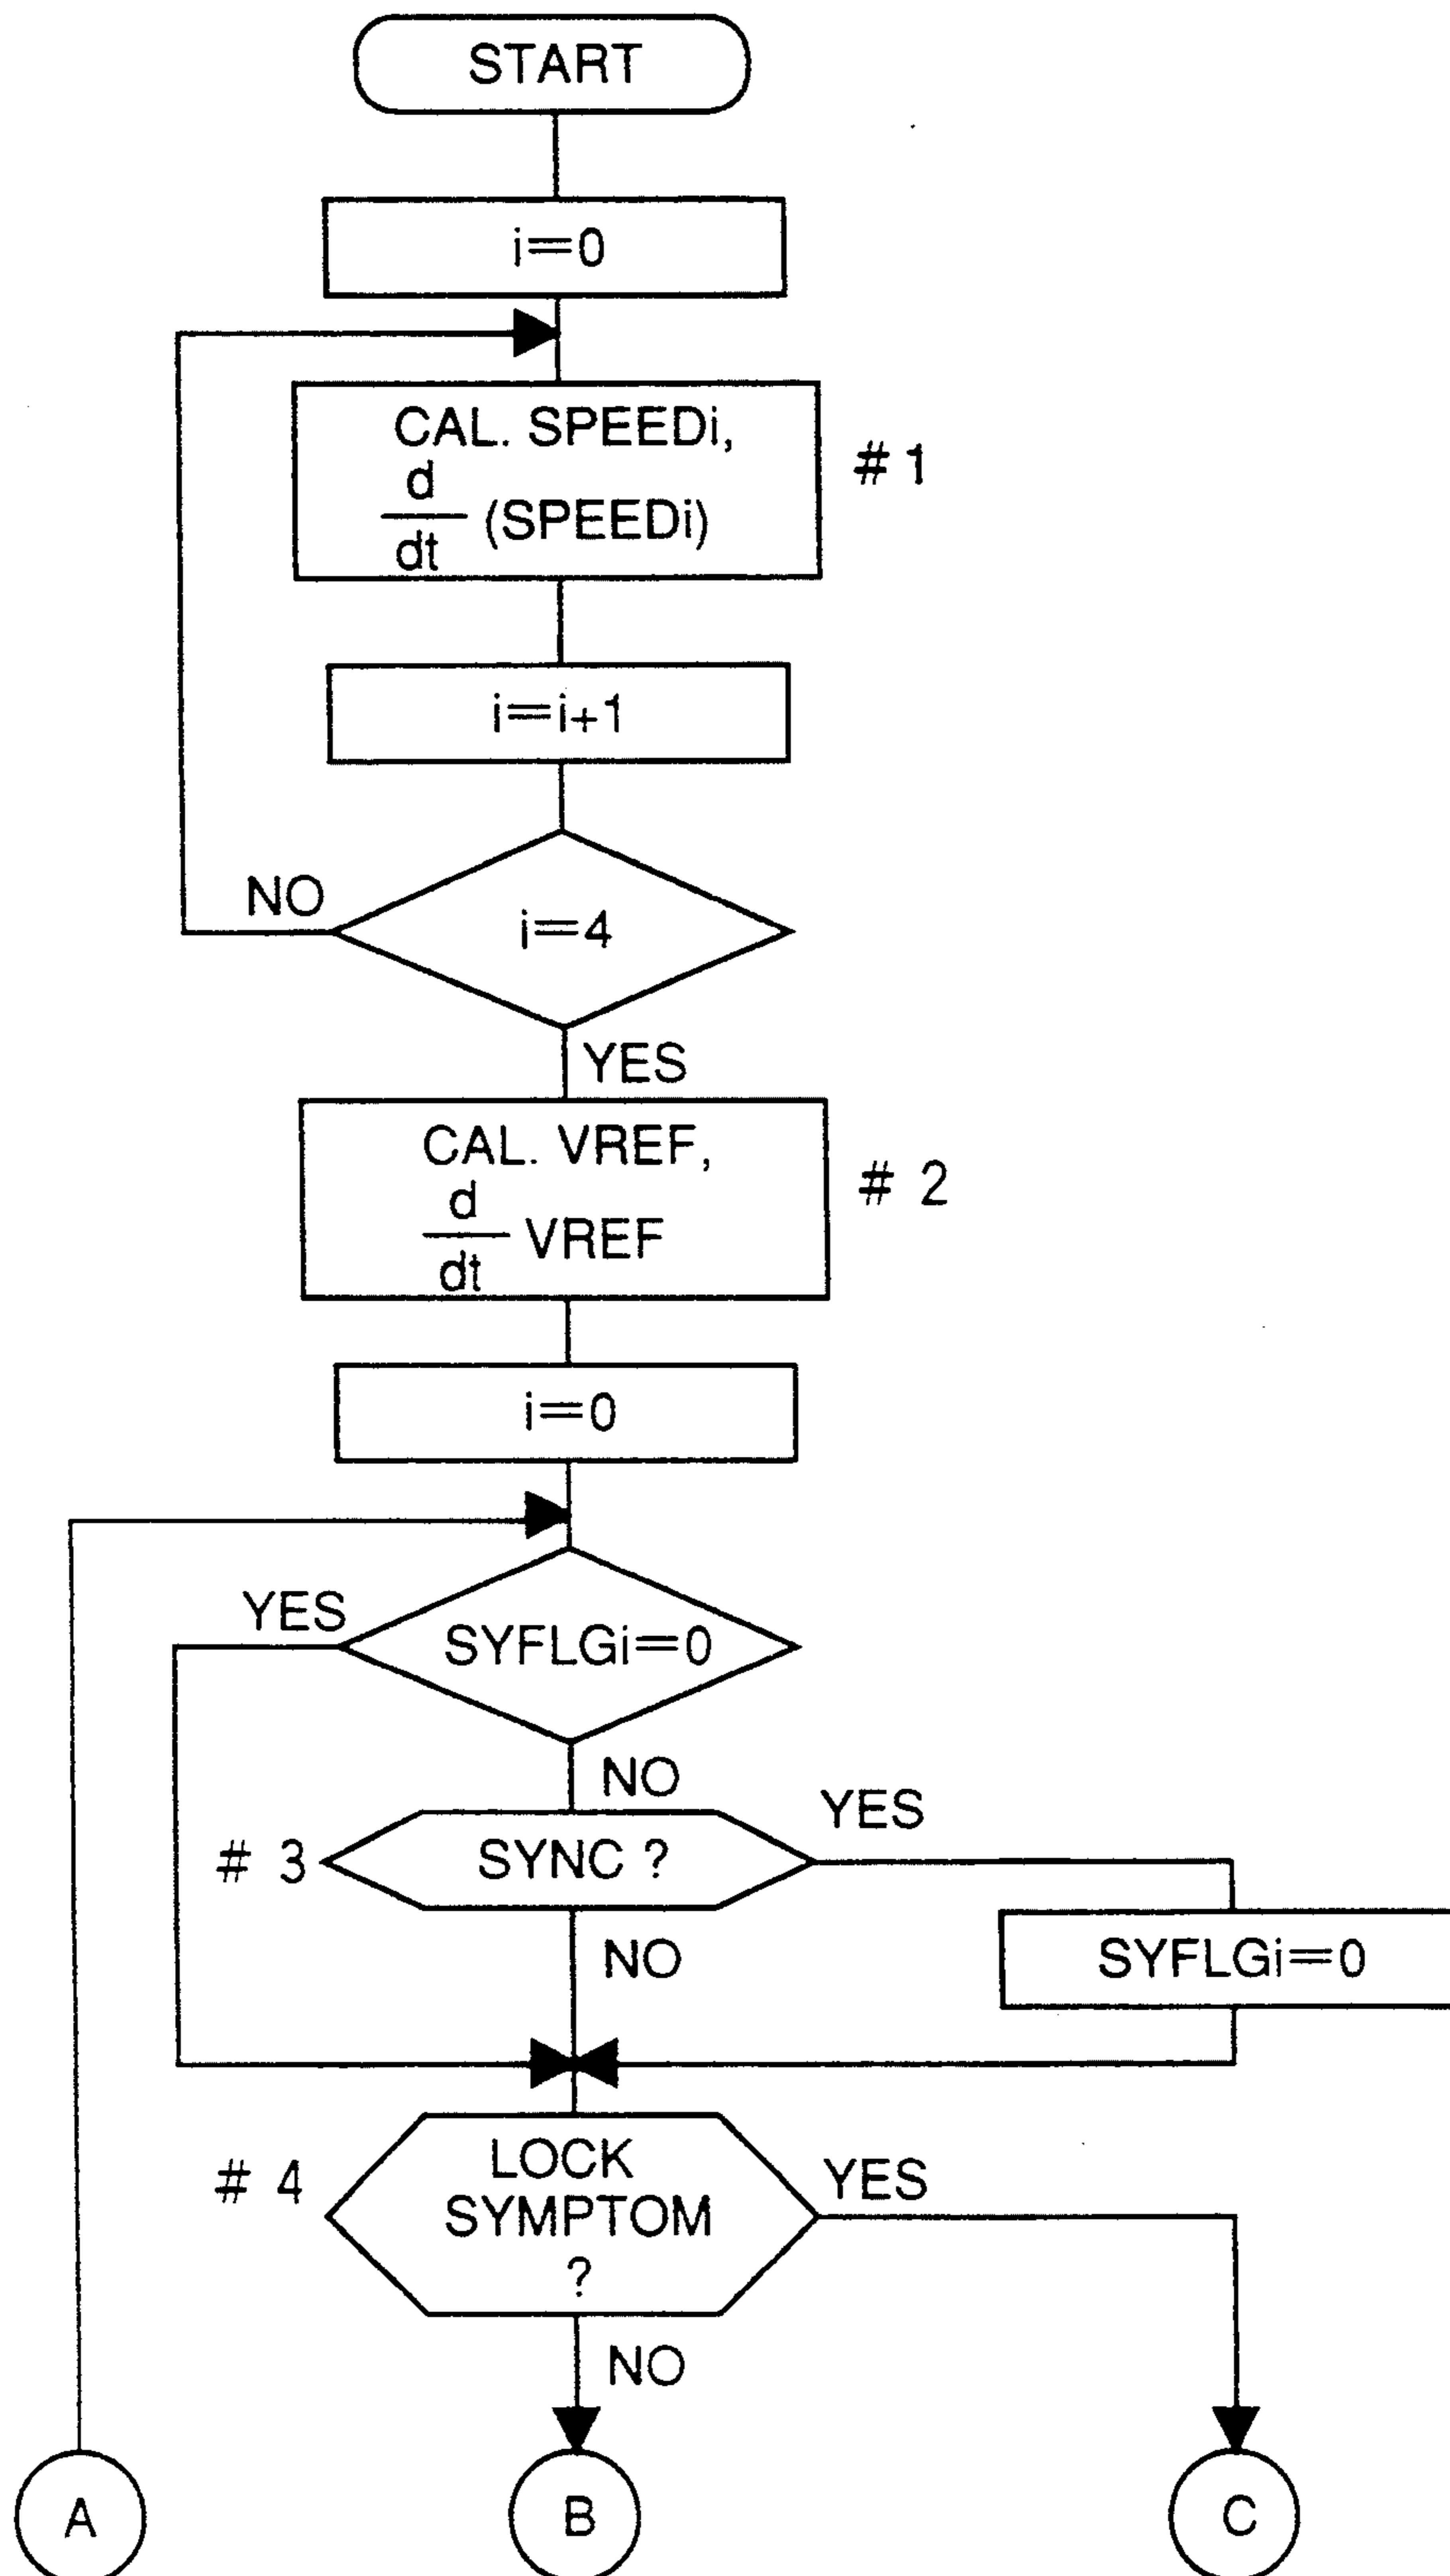 START
i=0
CAL. SPEEDi,
d
dt
(SPEEDi)
# 1
i=i+1
NO
i=4
YES
CAL. VREF,
d
dt
VREF
# 2
i=0
YES
SYFLGi=0
NO
YES
# 3
SYNC ?
NO
SYFLGi=0
# 4
LOCK
SYMPTOM
?
YES
NO
A
B
C